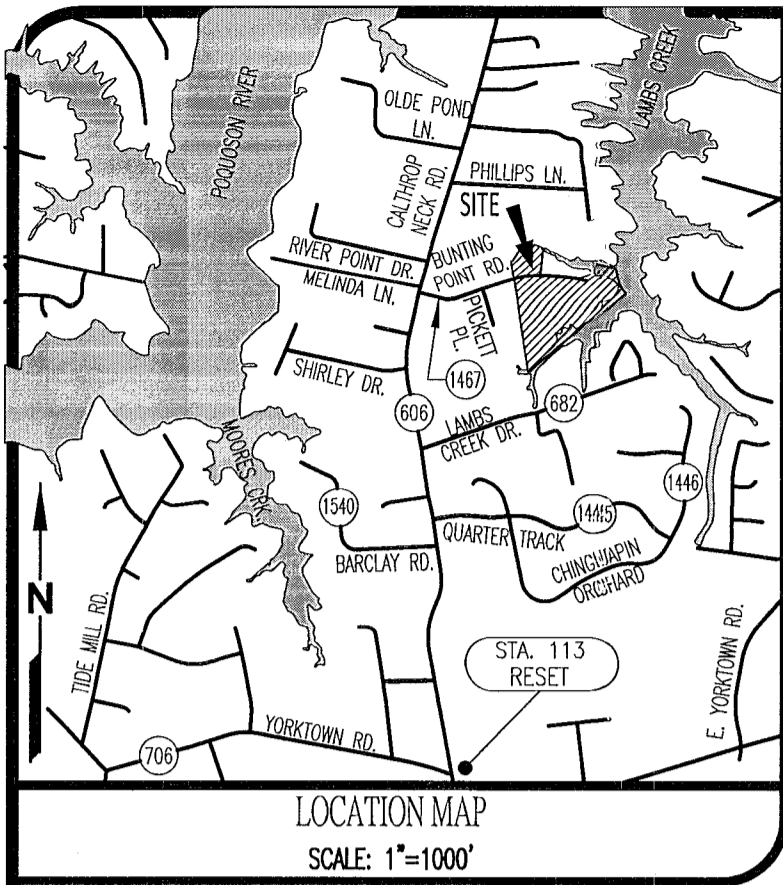 POQUOSON RIVER
LAMBS CREEK
OLDE POND
LN.
CALTHROP
NECK RD.
PHILLIPS LN.
SITE
RIVER POINT DR.
MELINDA LN.
BUNTING
POINT RD.
PICKETT
PL.
1467
SHIRLEY DR.
606
682
LAMBS
CREEK DR.
MOORES CRK.
1540
1446
1445
QUARTER TRACK
BARCLAY RD.
CHINQUAPIN
ORCHARD
N
TIDE MILL RD.
STA. 113
RESET
E. YORKTOWN RD.
YORKTOWN RD.
706
LOCATION MAP
SCALE: 1"=1000'